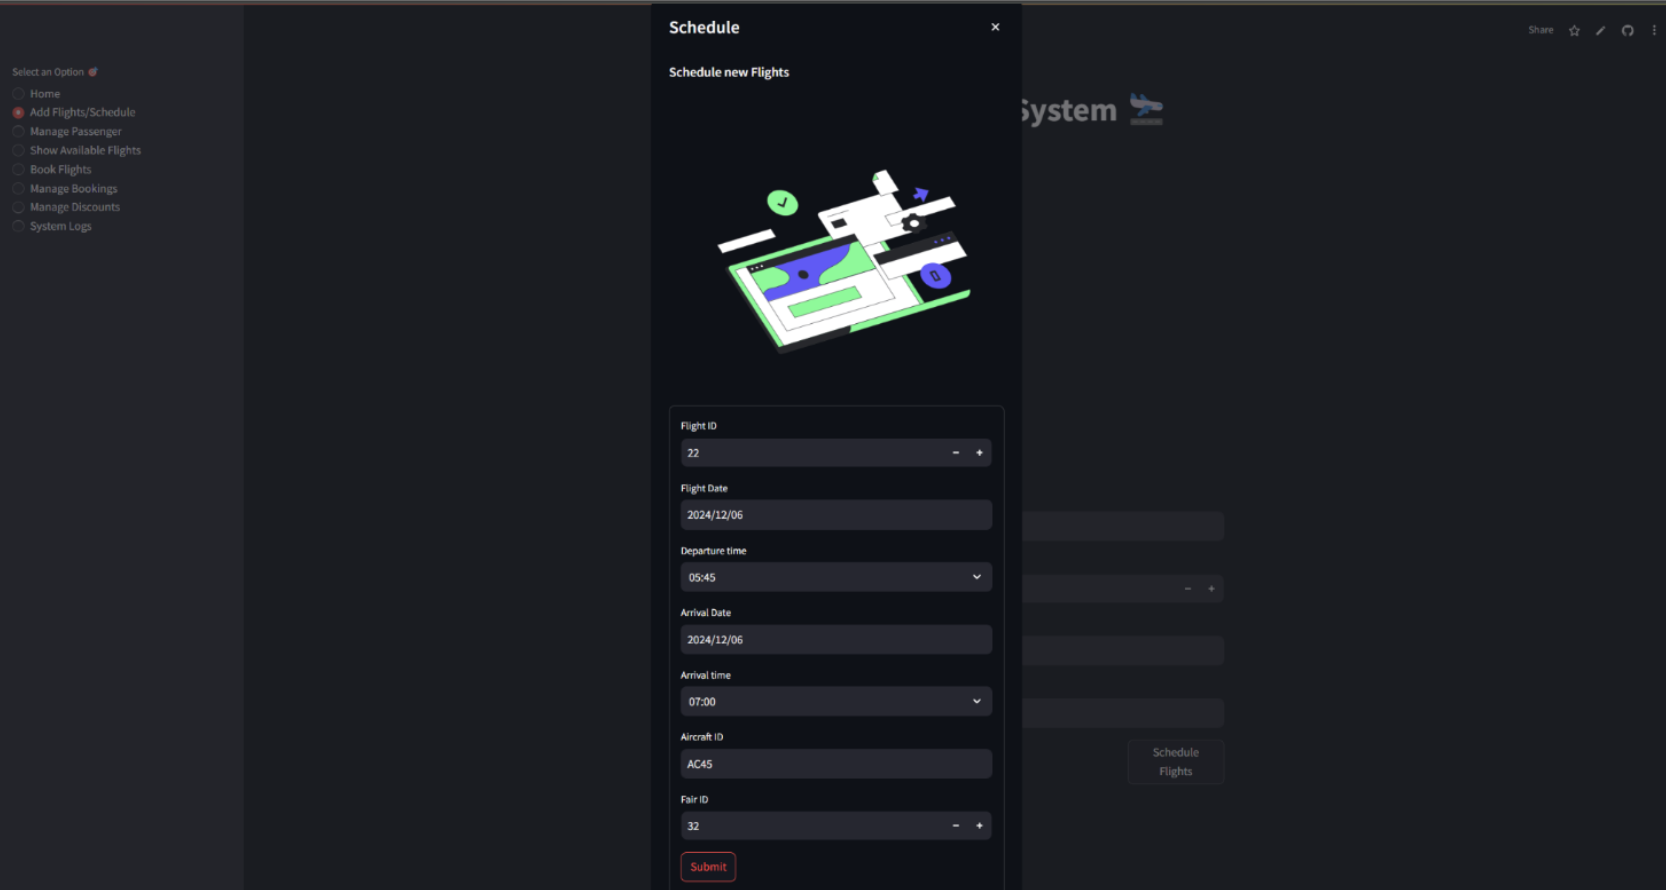 Share
Select an Option
Home
Add Flights/Schedule
Manage Passenger
Show Available Flights
Book Flights
Manage Bookings
Manage Discounts
System Logs
System
Schedule
Flights
Schedule
Schedule new Flights
Flight ID
22
Flight Date
2024/12/06
Departure time
05:45
Arrival Date
2024/12/06
Arrival time
07:00
Aircraft ID
AC45
Fair ID
32
Submit